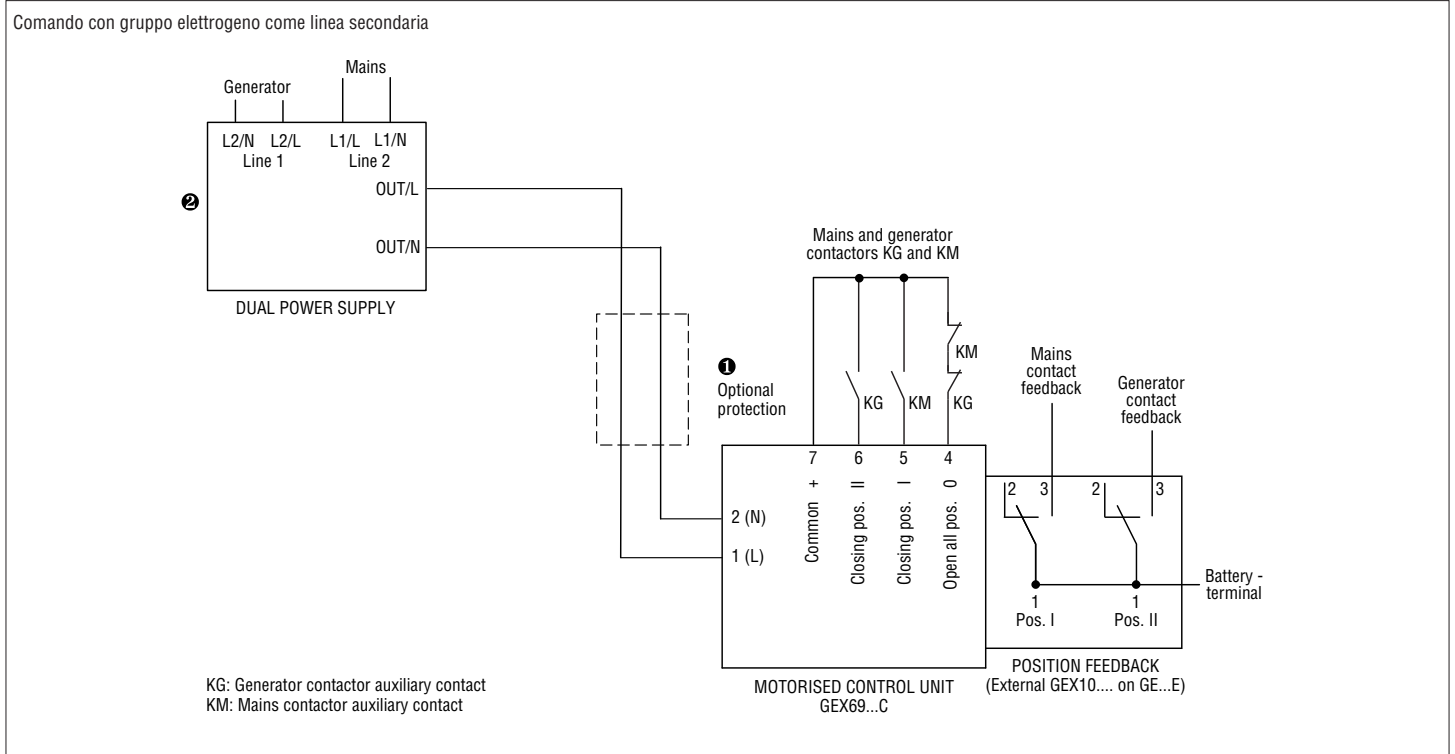 Comando con gruppo elettrogeno come linea secondaria
Mains
Generator
L2/N L2/L L1/L L1/N
Line 1 Line 2
OUT/L
❷
OUT/N
DUAL POWER SUPPLY
Mains and generator
contactors KG and KM
❶
Optional
protection
KM
KG KM KG
Mains
contact
feedback
Generator
contact
feedback
7 6 5 4
Common +
Closing pos. II
Closing pos. I
Open all pos. 0
2 (N)
1 (L)
2 3 2 3
Battery -
terminal
1 1
Pos. I Pos. II
POSITION FEEDBACK
(External GEX10.... on GE...E)
MOTORISED CONTROL UNIT
GEX69...C
KG: Generator contactor auxiliary contact
KM: Mains contactor auxiliary contact